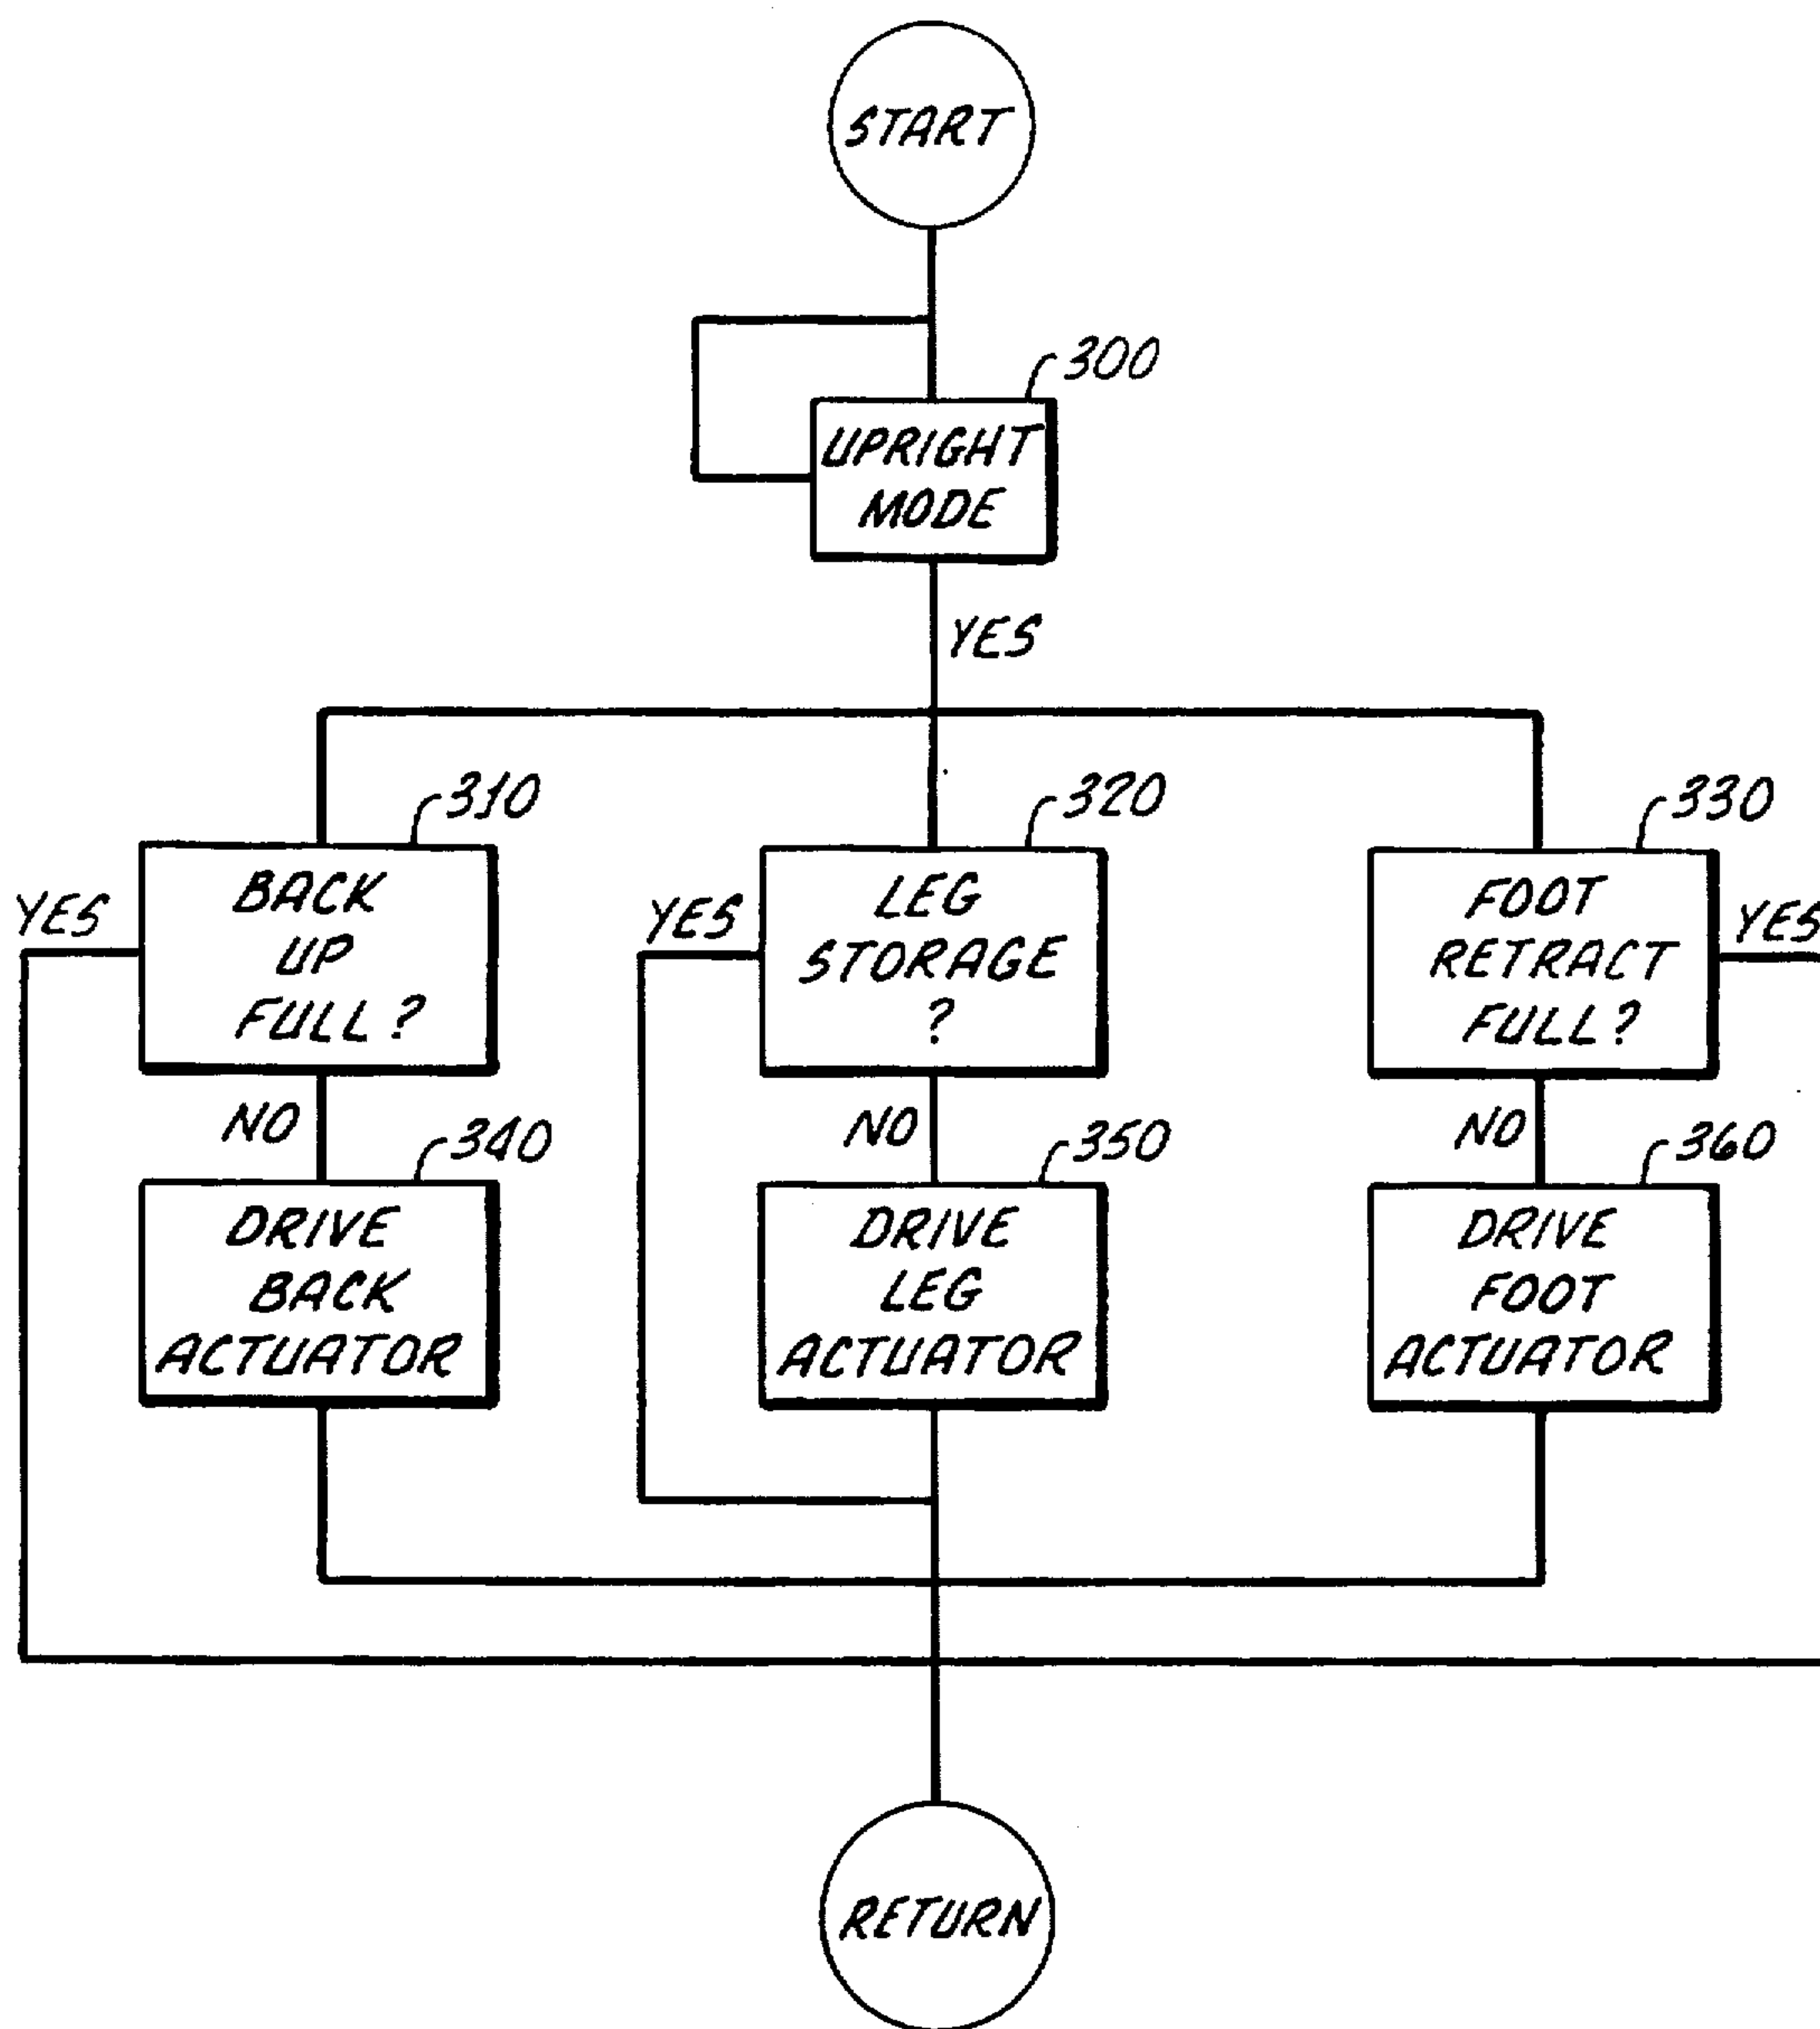 START
300
UPRIGHT
MODE
YES
310
320
330
YES
BACK
UP
FULL?
YES
LEG
STORAGE
?
FOOT
RETRACT
FULL?
YES
NO
340
NO
350
NO
360
DRIVE
BACK
ACTUATOR
DRIVE
LEG
ACTUATOR
DRIVE
FOOT
ACTUATOR
RETURN